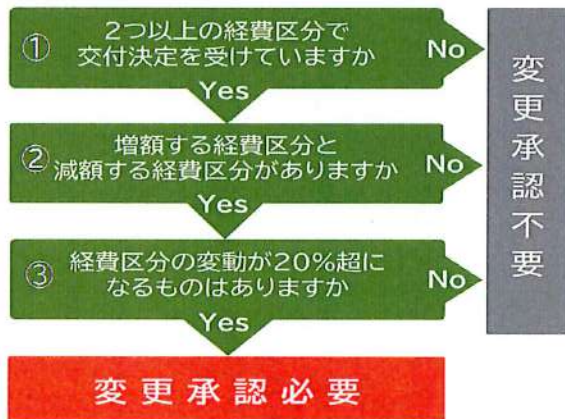 ① 2つ以上の経費区分で
交付決定を受けていますか
No
Yes
② 増額する経費区分と
減額する経費区分がありますか
No
Yes
③ 経費区分の変動が20%超に
なるものはありますか
No
Yes
変更承認不要
変更承認必要